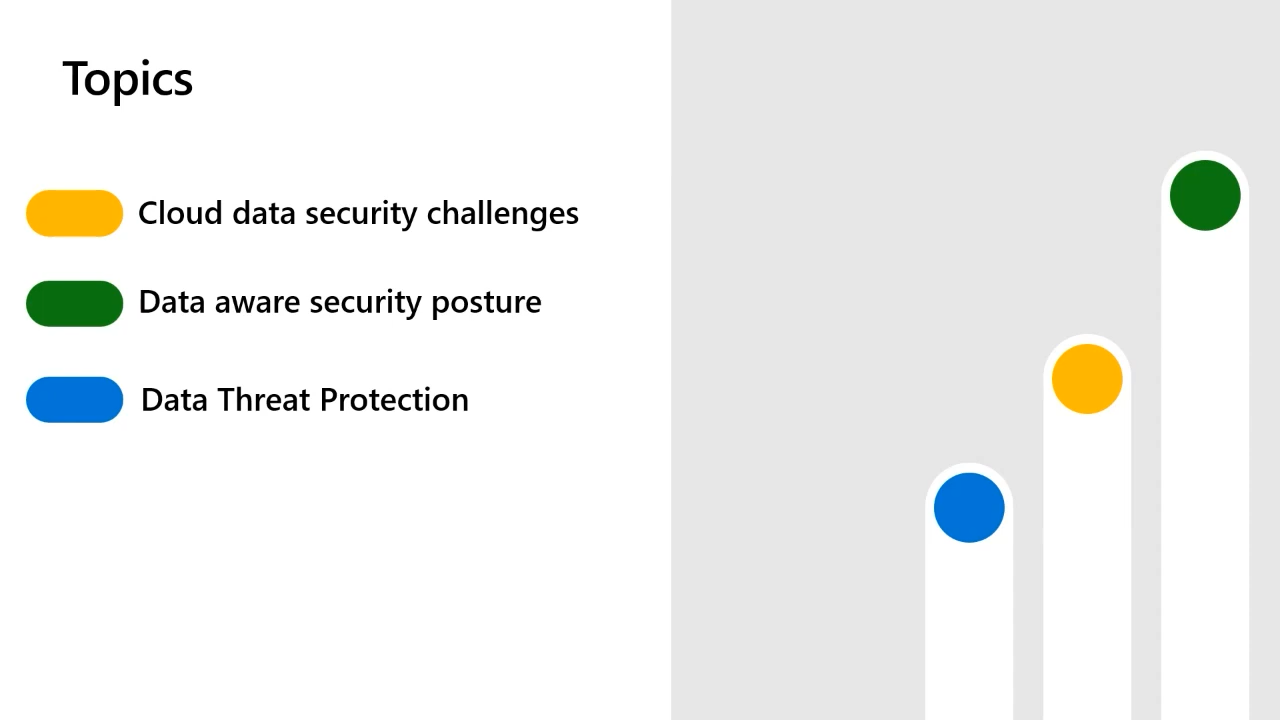 Topics
Cloud data security challenges
Data aware security posture
Data Threat Protection